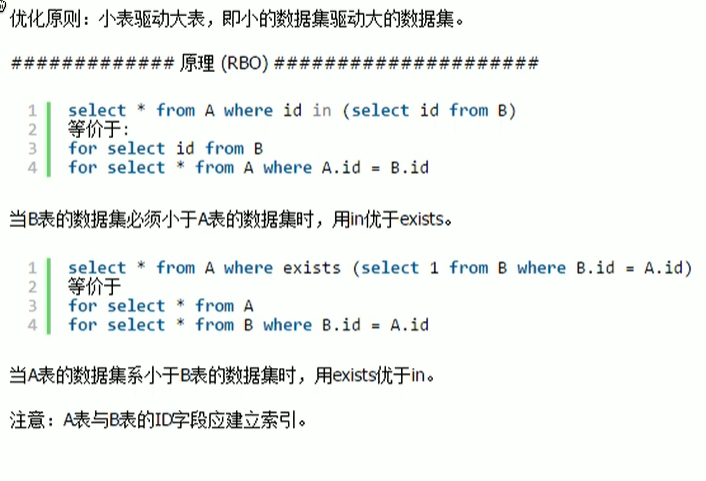 优化原则：小表驱动大表，即小的数据集驱动大的数据集。
############# 原理 (RBO) #####################
1 select * from A where id in (select id from B)
2 等价于:
3 for select id from B
4 for select * from A where A.id = B.id
当B表的数据集必须小于A表的数据集时，用in优于exists。
1 select * from A where exists (select 1 from B where B.id = A.id)
2 等价于
3 for select * from A
4 for select * from B where B.id = A.id
当A表的数据集系小于B表的数据集时，用exists优于in。
注意：A表与B表的ID字段应建立索引。